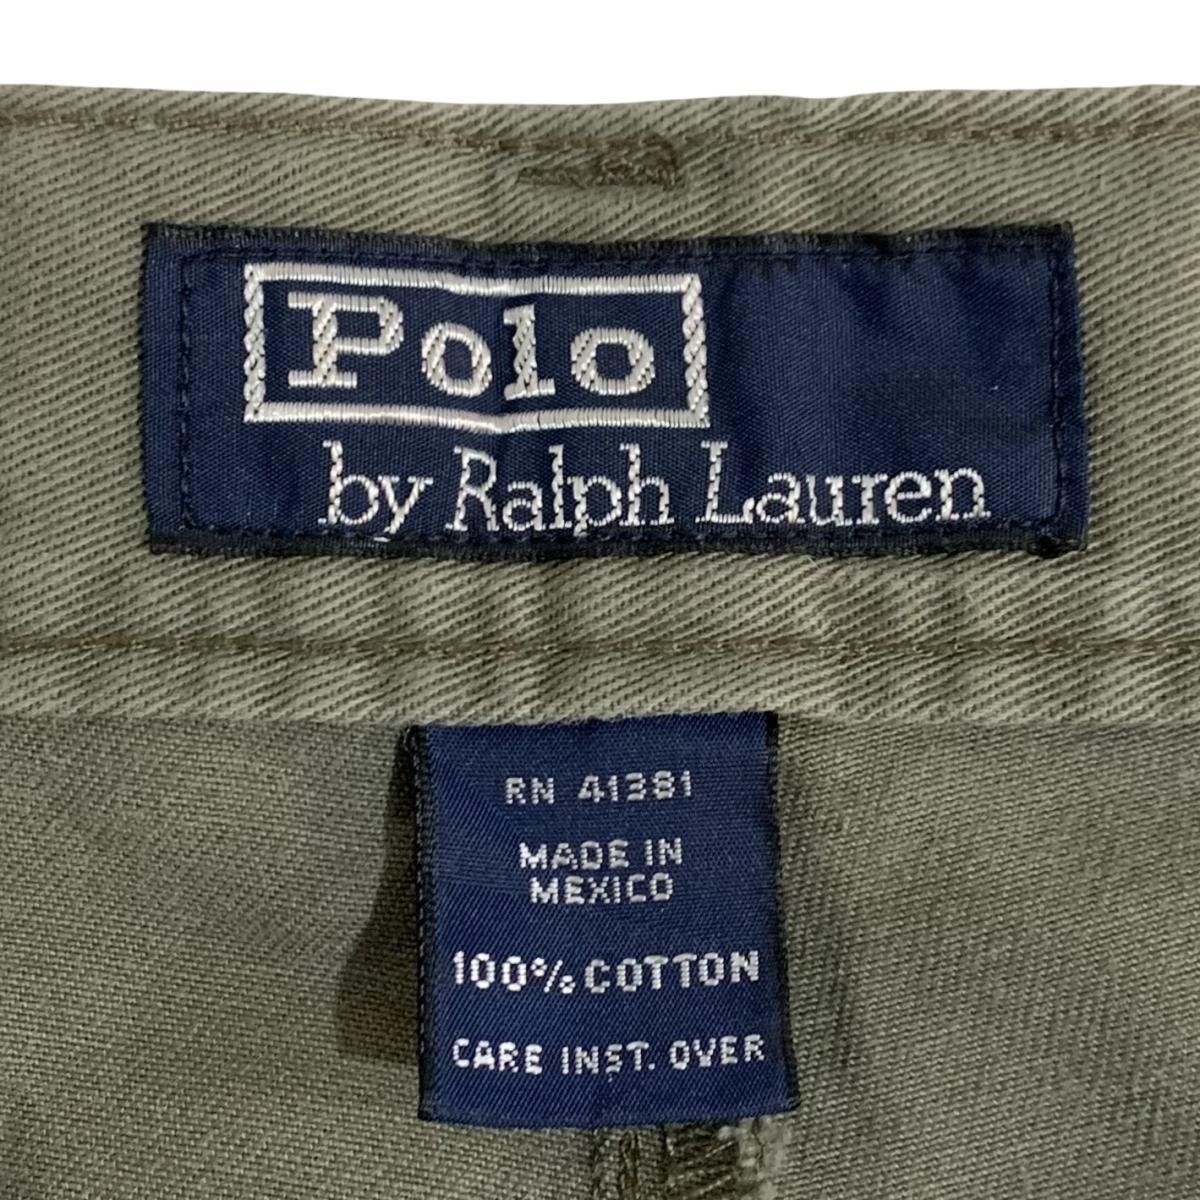 Polo
by Ralph Lauren
RN 41381
MADE IN
MEXICO
100% COTTON
CARE INST. OVER